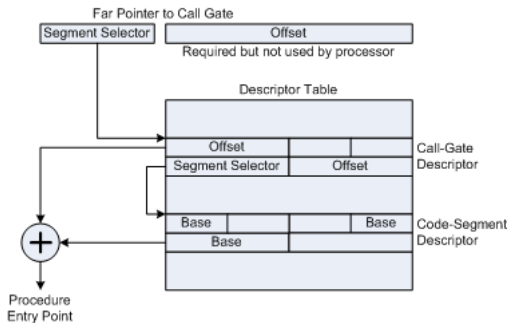 Far Pointer to Call Gate
Segment Selector
Offset
Required but not used by processor
Descriptor Table
Offset
Call-Gate
Segment Selector
Offset
Descriptor
Base
Base
Code-Segment
Base
Descriptor
Procedure
Entry Point